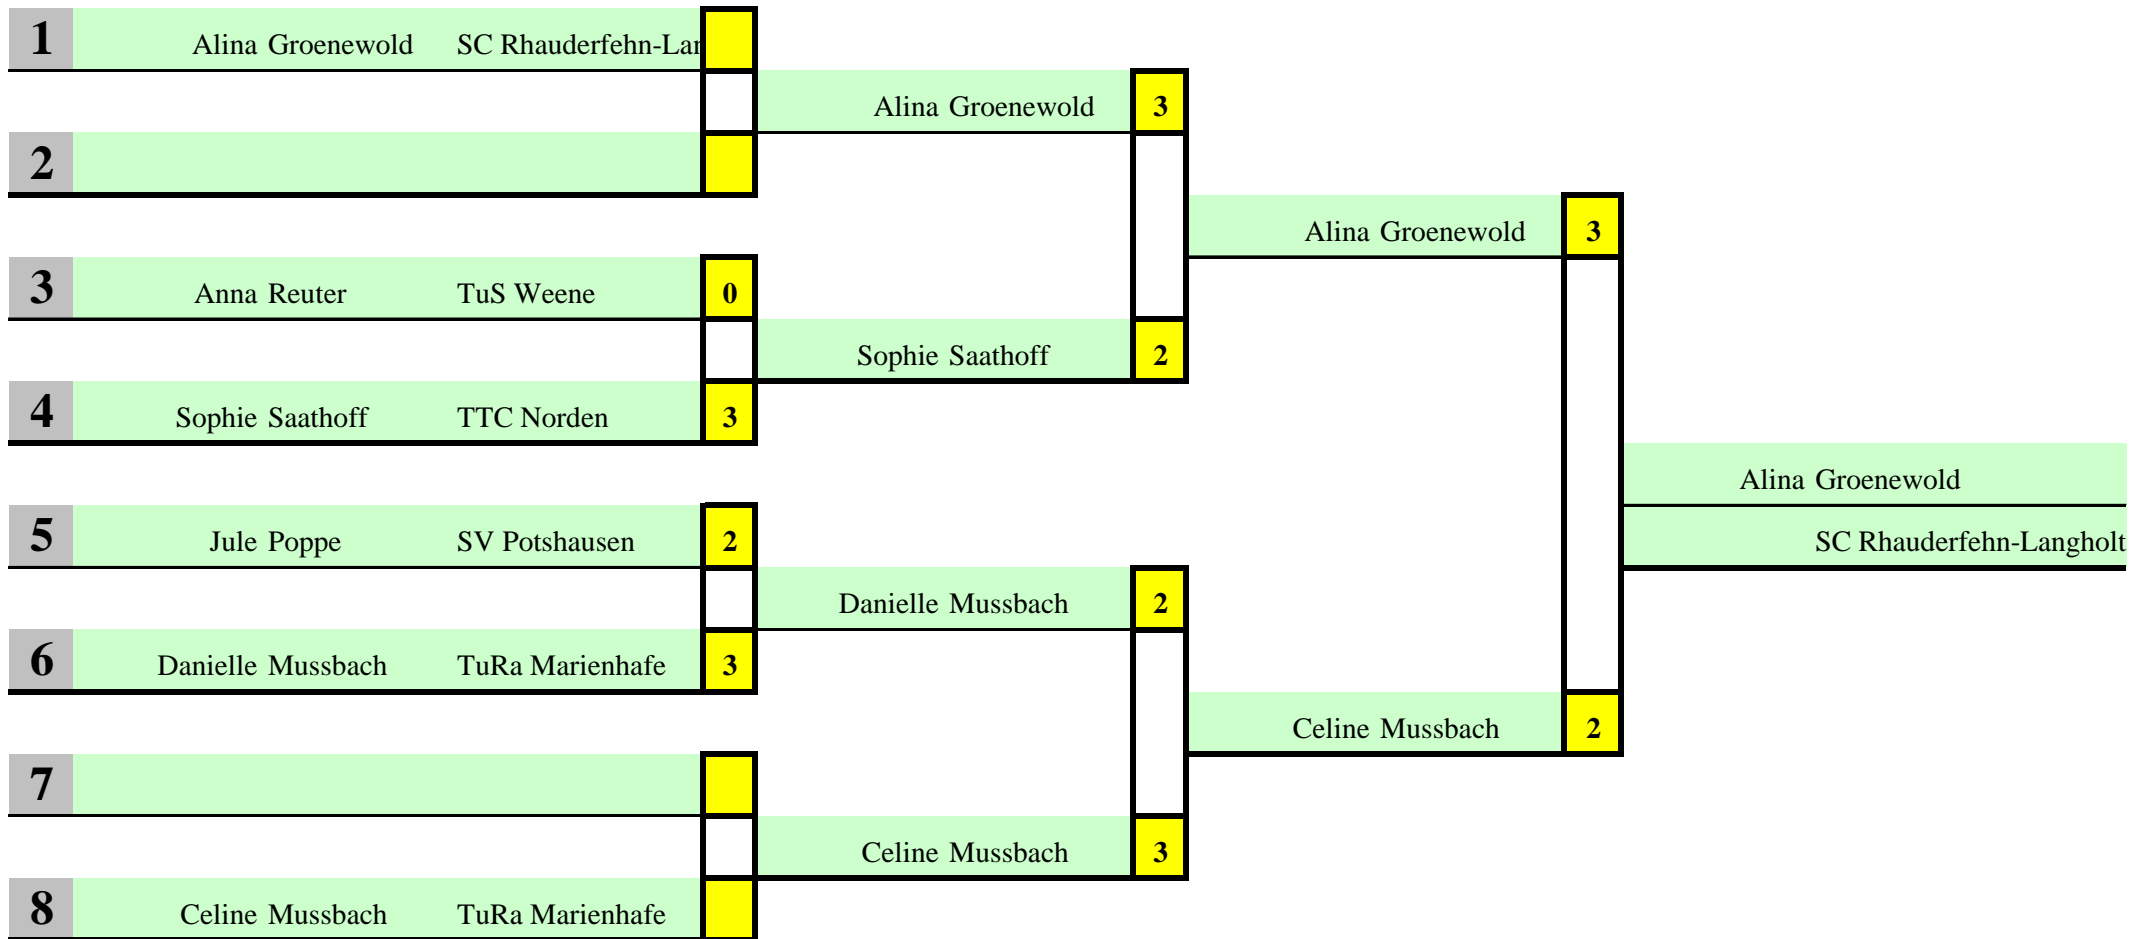 1 Alina Groenewold SC Rhauderfehn-Lan
Alina Groenewold 3
2
Alina Groenewold 3
3 Anna Reuter TuS Weene 0
Sophie Saathoff 2
4 Sophie Saathoff TTC Norden 3
Alina Groenewold
5 Jule Poppe SV Potshausen 2
SC Rhauderfehn-Langholt
Danielle Mussbach 2
6 Danielle Mussbach TuRa Marienhafe 3
Celine Mussbach 2
7
Celine Mussbach 3
8 Celine Mussbach TuRa Marienhafe